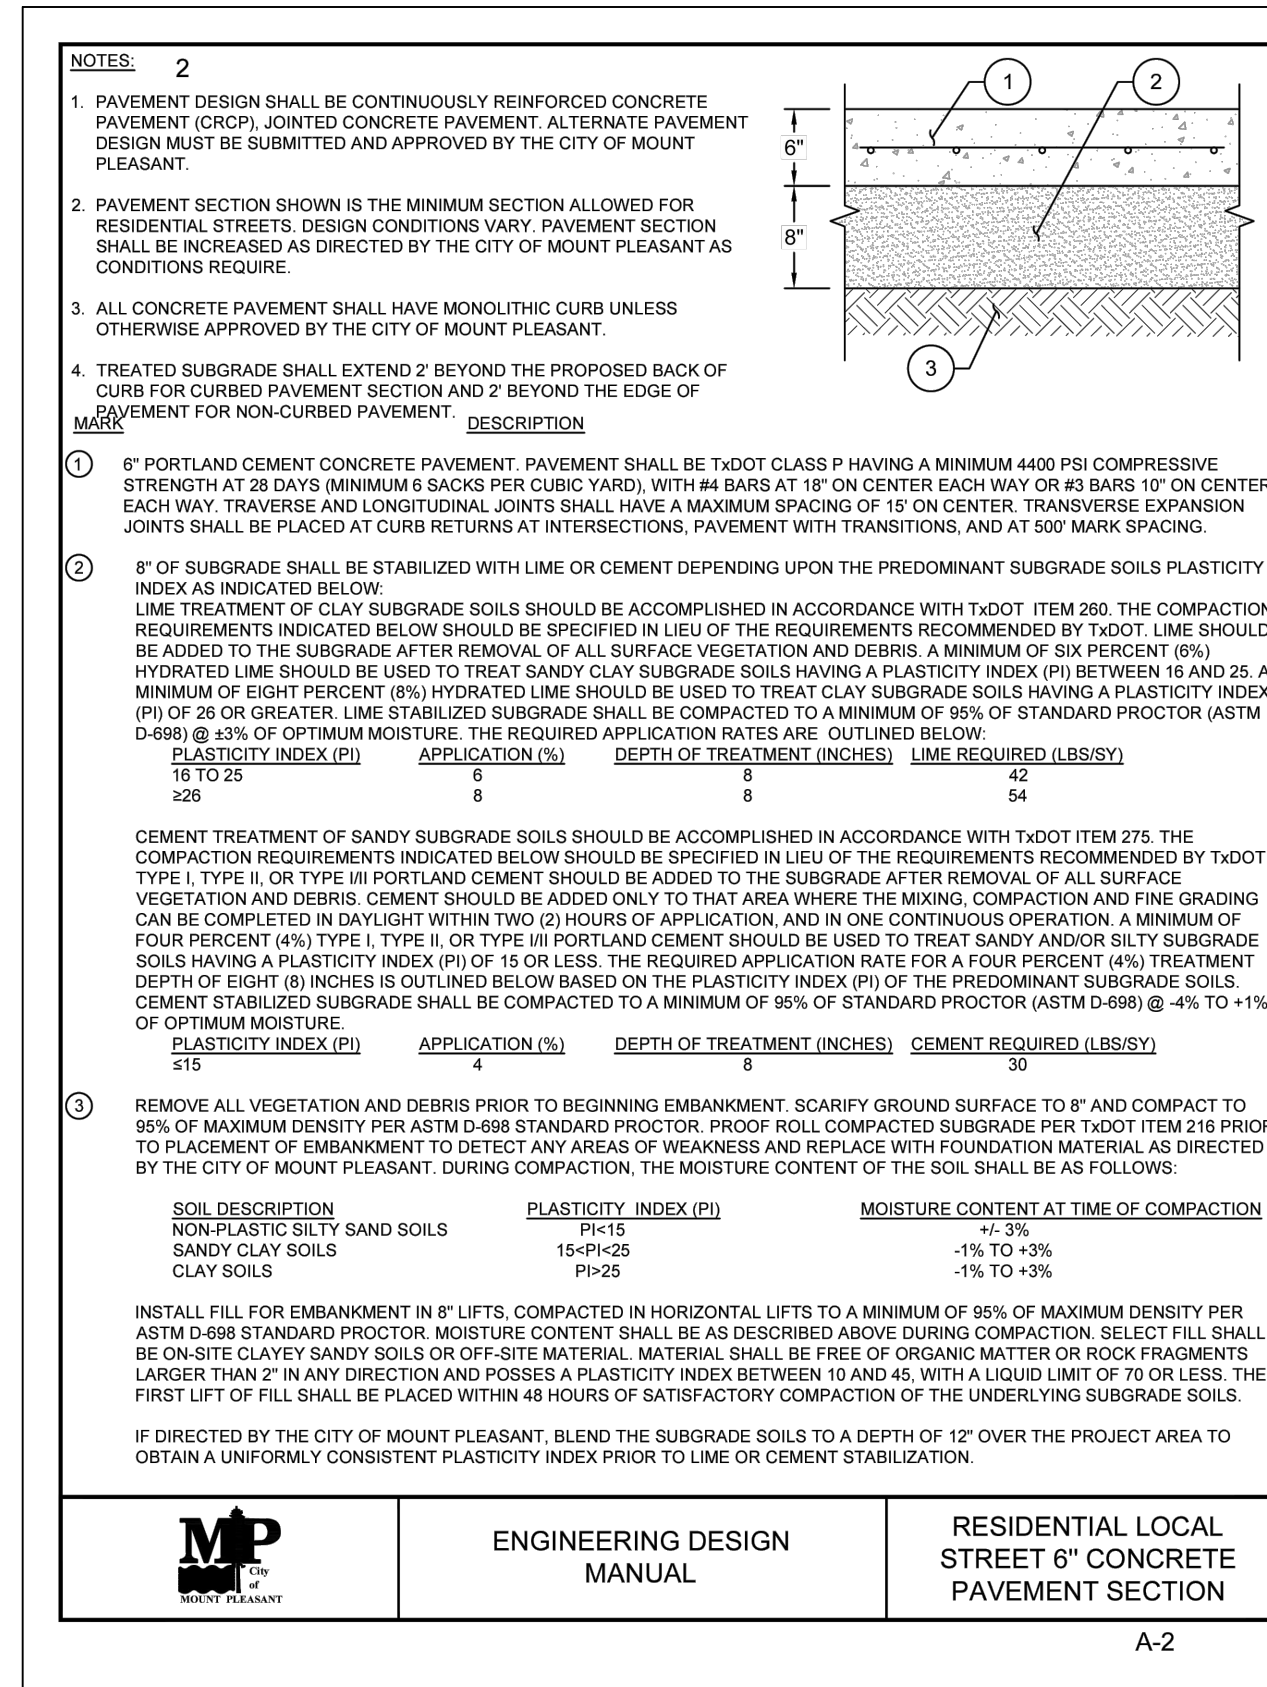 NOTES:
2
1. PAVEMENT DESIGN SHALL BE CONTINUOUSLY REINFORCED CONCRETE
PAVEMENT (CRCP), JOINTED CONCRETE PAVEMENT. ALTERNATE PAVEMENT
DESIGN MUST BE SUBMITTED AND APPROVED BY THE CITY OF MOUNT
PLEASANT.
2. PAVEMENT SECTION SHOWN IS THE MINIMUM SECTION ALLOWED FOR
RESIDENTIAL STREETS. DESIGN CONDITIONS VARY. PAVEMENT SECTION
SHALL BE INCREASED AS DIRECTED BY THE CITY OF MOUNT PLEASANT AS
CONDITIONS REQUIRE.
3. ALL CONCRETE PAVEMENT SHALL HAVE MONOLITHIC CURB UNLESS
OTHERWISE APPROVED BY THE CITY OF MOUNT PLEASANT.
4. TREATED SUBGRADE SHALL EXTEND 2' BEYOND THE PROPOSED BACK OF
CURB FOR CURBED PAVEMENT SECTION AND 2' BEYOND THE EDGE OF
PAVEMENT FOR NON-CURBED PAVEMENT.
1 2
6"
8"
3
MARK DESCRIPTION
1 6" PORTLAND CEMENT CONCRETE PAVEMENT. PAVEMENT SHALL BE TxDOT CLASS P HAVING A MINIMUM 4400 PSI COMPRESSIVE
STRENGTH AT 28 DAYS (MINIMUM 6 SACKS PER CUBIC YARD), WITH #4 BARS AT 18" ON CENTER EACH WAY OR #3 BARS 10" ON CENTER
EACH WAY. TRAVERSE AND LONGITUDINAL JOINTS SHALL HAVE A MAXIMUM SPACING OF 15' ON CENTER. TRANSVERSE EXPANSION
JOINTS SHALL BE PLACED AT CURB RETURNS AT INTERSECTIONS, PAVEMENT WITH TRANSITIONS, AND AT 500' MARK SPACING.
2 8" OF SUBGRADE SHALL BE STABILIZED WITH LIME OR CEMENT DEPENDING UPON THE PREDOMINANT SUBGRADE SOILS PLASTICITY
INDEX AS INDICATED BELOW:
LIME TREATMENT OF CLAY SUBGRADE SOILS SHOULD BE ACCOMPLISHED IN ACCORDANCE WITH TxDOT ITEM 260. THE COMPACTION
REQUIREMENTS INDICATED BELOW SHOULD BE SPECIFIED IN LIEU OF THE REQUIREMENTS RECOMMENDED BY TxDOT. LIME SHOULD
BE ADDED TO THE SUBGRADE AFTER REMOVAL OF ALL SURFACE VEGETATION AND DEBRIS. A MINIMUM OF SIX PERCENT (6%)
HYDRATED LIME SHOULD BE USED TO TREAT SANDY CLAY SUBGRADE SOILS HAVING A PLASTICITY INDEX (PI) BETWEEN 16 AND 25. A
MINIMUM OF EIGHT PERCENT (8%) HYDRATED LIME SHOULD BE USED TO TREAT CLAY SUBGRADE SOILS HAVING A PLASTICITY INDEX
(PI) OF 26 OR GREATER. LIME STABILIZED SUBGRADE SHALL BE COMPACTED TO A MINIMUM OF 95% OF STANDARD PROCTOR (ASTM
D-698) @ ±3% OF OPTIMUM MOISTURE. THE REQUIRED APPLICATION RATES ARE OUTLINED BELOW:
PLASTICITY INDEX (PI) APPLICATION (%) DEPTH OF TREATMENT (INCHES) LIME REQUIRED (LBS/SY)
16 TO 25 6 8 42
≥26 8 8 54
CEMENT TREATMENT OF SANDY SUBGRADE SOILS SHOULD BE ACCOMPLISHED IN ACCORDANCE WITH TxDOT ITEM 275. THE
COMPACTION REQUIREMENTS INDICATED BELOW SHOULD BE SPECIFIED IN LIEU OF THE REQUIREMENTS RECOMMENDED BY TxDOT
TYPE I, TYPE II, OR TYPE I/II PORTLAND CEMENT SHOULD BE ADDED TO THE SUBGRADE AFTER REMOVAL OF ALL SURFACE
VEGETATION AND DEBRIS. CEMENT SHOULD BE ADDED ONLY TO THAT AREA WHERE THE MIXING, COMPACTION AND FINE GRADING
CAN BE COMPLETED IN DAYLIGHT WITHIN TWO (2) HOURS OF APPLICATION, AND IN ONE CONTINUOUS OPERATION. A MINIMUM OF
FOUR PERCENT (4%) TYPE I, TYPE II, OR TYPE I/II PORTLAND CEMENT SHOULD BE USED TO TREAT SANDY AND/OR SILTY SUBGRADE
SOILS HAVING A PLASTICITY INDEX (PI) OF 15 OR LESS. THE REQUIRED APPLICATION RATE FOR A FOUR PERCENT (4%) TREATMENT
DEPTH OF EIGHT (8) INCHES IS OUTLINED BELOW BASED ON THE PLASTICITY INDEX (PI) OF THE PREDOMINANT SUBGRADE SOILS.
CEMENT STABILIZED SUBGRADE SHALL BE COMPACTED TO A MINIMUM OF 95% OF STANDARD PROCTOR (ASTM D-698) @ -4% TO +1%
OF OPTIMUM MOISTURE.
PLASTICITY INDEX (PI) APPLICATION (%) DEPTH OF TREATMENT (INCHES) CEMENT REQUIRED (LBS/SY)
≤15 4 8 30
3 REMOVE ALL VEGETATION AND DEBRIS PRIOR TO BEGINNING EMBANKMENT. SCARIFY GROUND SURFACE TO 8" AND COMPACT TO
95% OF MAXIMUM DENSITY PER ASTM D-698 STANDARD PROCTOR. PROOF ROLL COMPACTED SUBGRADE PER TxDOT ITEM 216 PRIOR
TO PLACEMENT OF EMBANKMENT TO DETECT ANY AREAS OF WEAKNESS AND REPLACE WITH FOUNDATION MATERIAL AS DIRECTED
BY THE CITY OF MOUNT PLEASANT. DURING COMPACTION, THE MOISTURE CONTENT OF THE SOIL SHALL BE AS FOLLOWS:
SOIL DESCRIPTION PLASTICITY INDEX (PI) MOISTURE CONTENT AT TIME OF COMPACTION
NON-PLASTIC SILTY SAND SOILS PI<15 +/- 3%
SANDY CLAY SOILS 15<PI<25 -1% TO +3%
CLAY SOILS PI>25 -1% TO +3%
INSTALL FILL FOR EMBANKMENT IN 8" LIFTS, COMPACTED IN HORIZONTAL LIFTS TO A MINIMUM OF 95% OF MAXIMUM DENSITY PER
ASTM D-698 STANDARD PROCTOR. MOISTURE CONTENT SHALL BE AS DESCRIBED ABOVE DURING COMPACTION. SELECT FILL SHALL
BE ON-SITE CLAYEY SANDY SOILS OR OFF-SITE MATERIAL. MATERIAL SHALL BE FREE OF ORGANIC MATTER OR ROCK FRAGMENTS
LARGER THAN 2" IN ANY DIRECTION AND POSSES A PLASTICITY INDEX BETWEEN 10 AND 45, WITH A LIQUID LIMIT OF 70 OR LESS. THE
FIRST LIFT OF FILL SHALL BE PLACED WITHIN 48 HOURS OF SATISFACTORY COMPACTION OF THE UNDERLYING SUBGRADE SOILS.
IF DIRECTED BY THE CITY OF MOUNT PLEASANT, BLEND THE SUBGRADE SOILS TO A DEPTH OF 12" OVER THE PROJECT AREA TO
OBTAIN A UNIFORMLY CONSISTENT PLASTICITY INDEX PRIOR TO LIME OR CEMENT STABILIZATION.
MP
City
of
MOUNT PLEASANT
ENGINEERING DESIGN
MANUAL
RESIDENTIAL LOCAL
STREET 6" CONCRETE
PAVEMENT SECTION
A-2